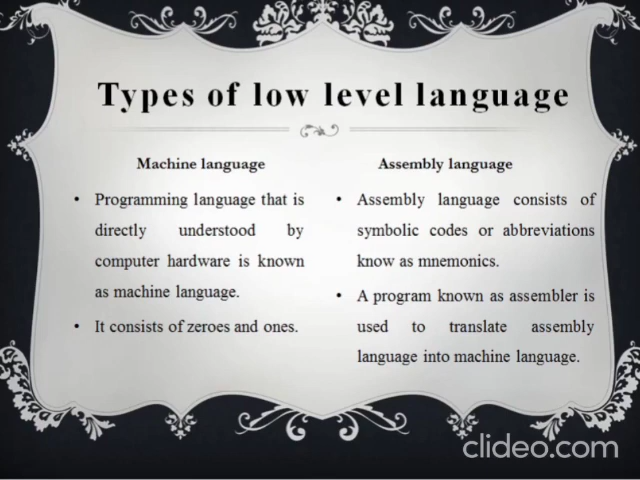 Types of low level language
Machine language
• Programming language that is
directly understood by
computer hardware is known
as machine language.
• It consists of zeroes and ones.
Assembly language
• Assembly language consists of
symbolic codes or abbreviations
know as mnemonics.
• A program known as assembler is
used to translate assembly
language into machine language.
clideo.com